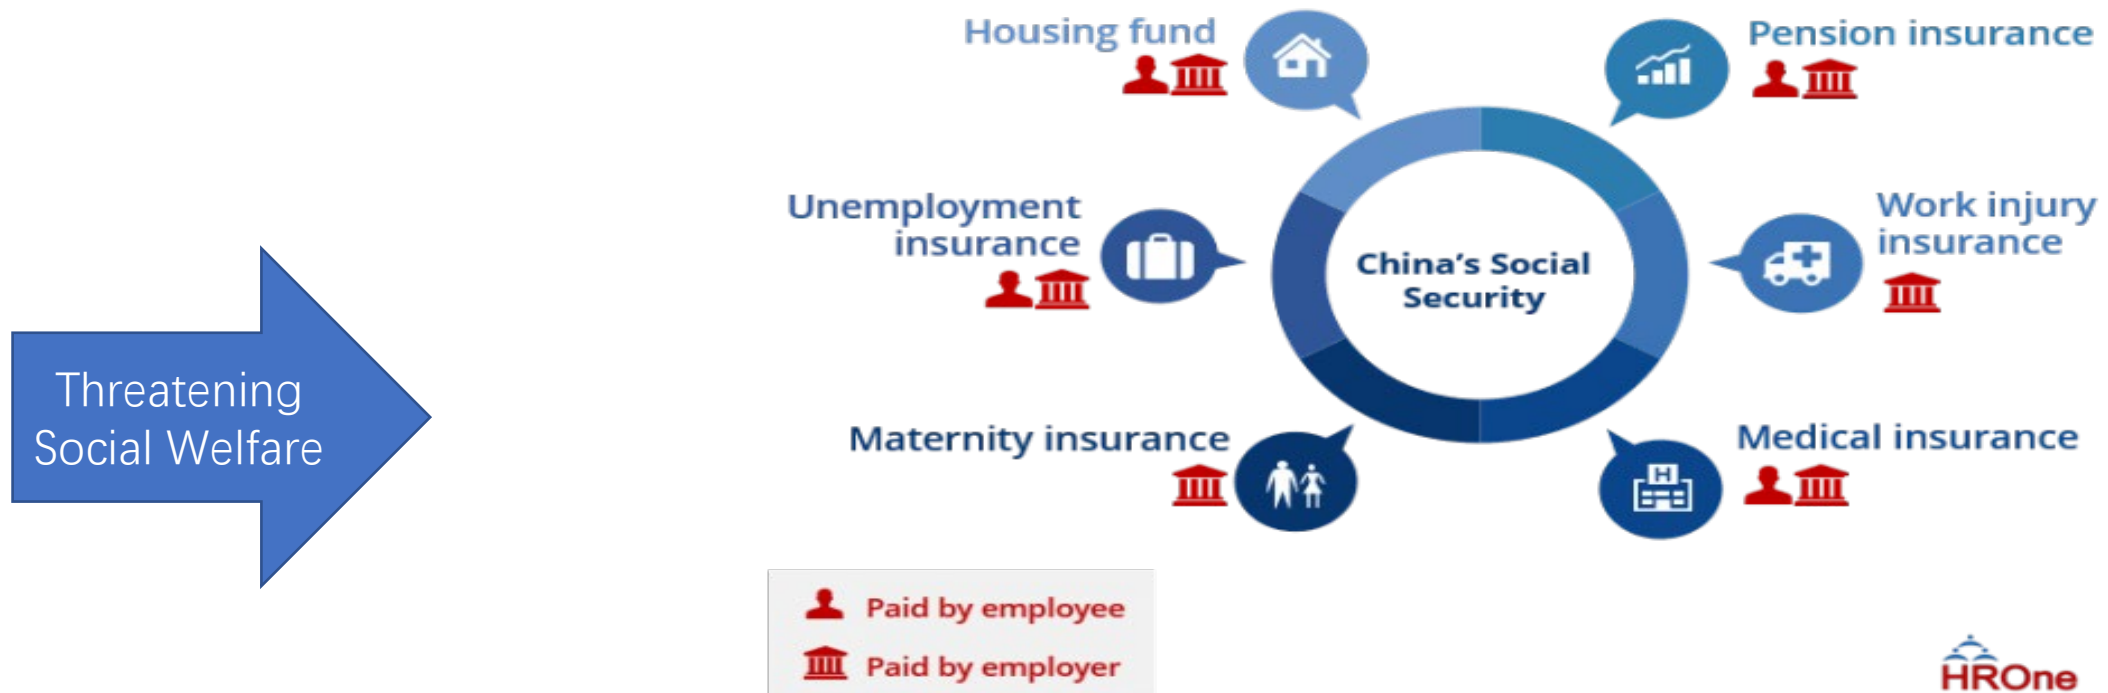 Threatening
Social Welfare
Housing fund
Pension insurance
Unemployment
insurance
Work injury
insurance
China's Social
Security
Maternity insurance
Medical insurance
H
Paid by employee
Paid by employer
HROne